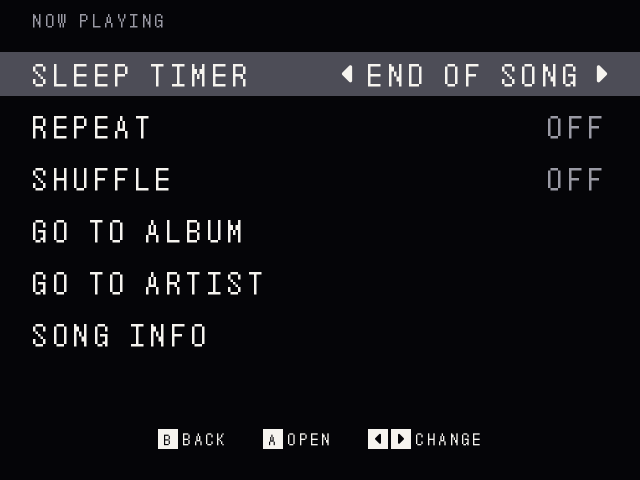 NOW PLAYING
SLEEP TIMER END OF SONG
REPEAT OFF
SHUFFLE OFF
GO TO ALBUM
GO TO ARTIST
SONG INFO
B BACK A OPEN CHANGE